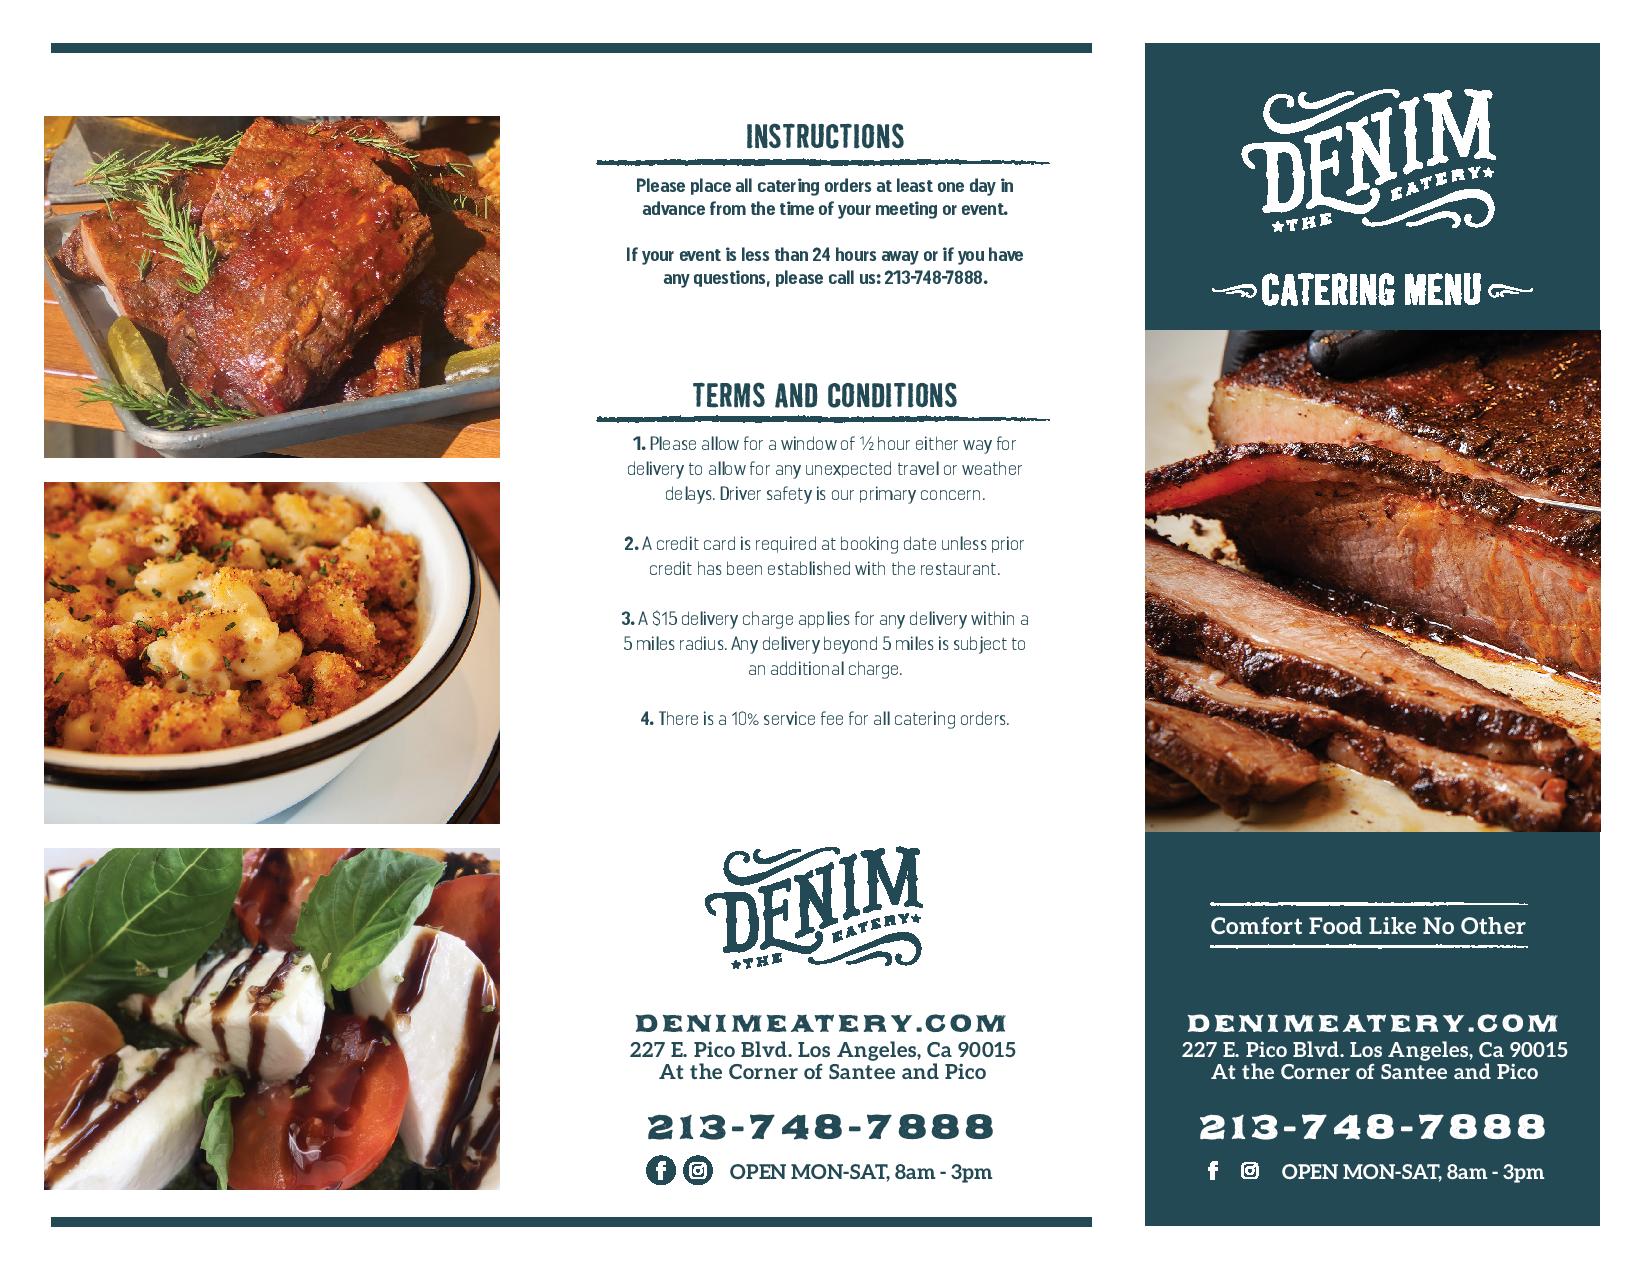 INSTRUCTIONS
Please place all catering orders at least one day in
advance from the time of your meeting or event.
If your event is less than 24 hours away or if you have
any questions, please call us: 213-748-7888.
TERMS AND CONDITIONS
1. Please allow for a window of ½ hour either way for
delivery to allow for any unexpected travel or weather
delays. Driver safety is our primary concern.
2. A credit card is required at booking date unless prior
credit has been established with the restaurant.
3. A $15 delivery charge applies for any delivery within a
5 miles radius. Any delivery beyond 5 miles is subject to
an additional charge.
4. There is a 10% service fee for all catering orders.
DENIM
THE EATERY
DENIMEATERY.COM
227 E. Pico Blvd. Los Angeles, Ca 90015
At the Corner of Santee and Pico
213-748-7888
OPEN MON-SAT, 8am - 3pm
DENIM
THE EATERY
CATERING MENU
Comfort Food Like No Other
DENIMEATERY.COM
227 E. Pico Blvd. Los Angeles, Ca 90015
At the Corner of Santee and Pico
213-748-7888
OPEN MON-SAT, 8am - 3pm